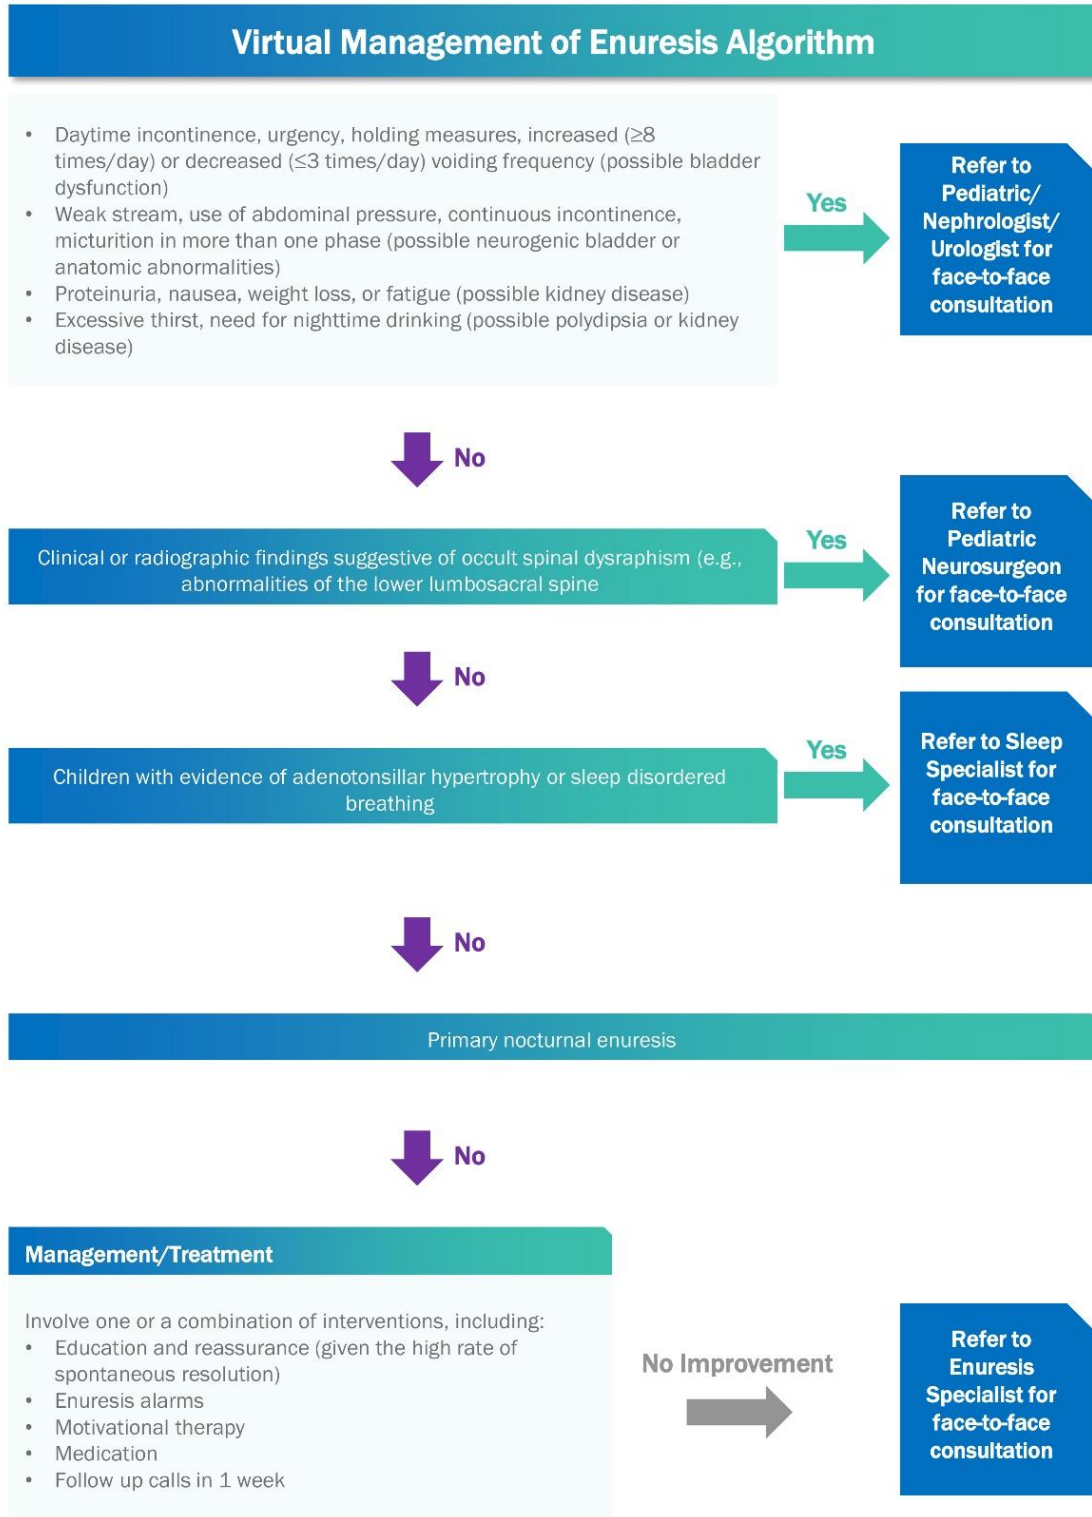 Virtual Management of Enuresis Algorithm
• Daytime incontinence, urgency, holding measures, increased (≥8
times/day) or decreased (≤3 times/day) voiding frequency (possible bladder
dysfunction)
• Weak stream, use of abdominal pressure, continuous incontinence,
micturition in more than one phase (possible neurogenic bladder or
anatomic abnormalities)
• Proteinuria, nausea, weight loss, or fatigue (possible kidney disease)
• Excessive thirst, need for nighttime drinking (possible polydipsia or kidney
disease)
Yes
Refer to
Pediatric/
Nephrologist/
Urologist for
face-to-face
consultation
No
Clinical or radiographic findings suggestive of occult spinal dysraphism (e.g.,
abnormalities of the lower lumbosacral spine
Yes
Refer to
Pediatric
Neurosurgeon
for face-to-face
consultation
No
Children with evidence of adenotonsillar hypertrophy or sleep disordered
breathing
Yes
Refer to Sleep
Specialist for
face-to-face
consultation
No
Primary nocturnal enuresis
No
Management/Treatment
Involve one or a combination of interventions, including:
• Education and reassurance (given the high rate of
spontaneous resolution)
• Enuresis alarms
• Motivational therapy
• Medication
• Follow up calls in 1 week
No Improvement
Refer to
Enuresis
Specialist for
face-to-face
consultation